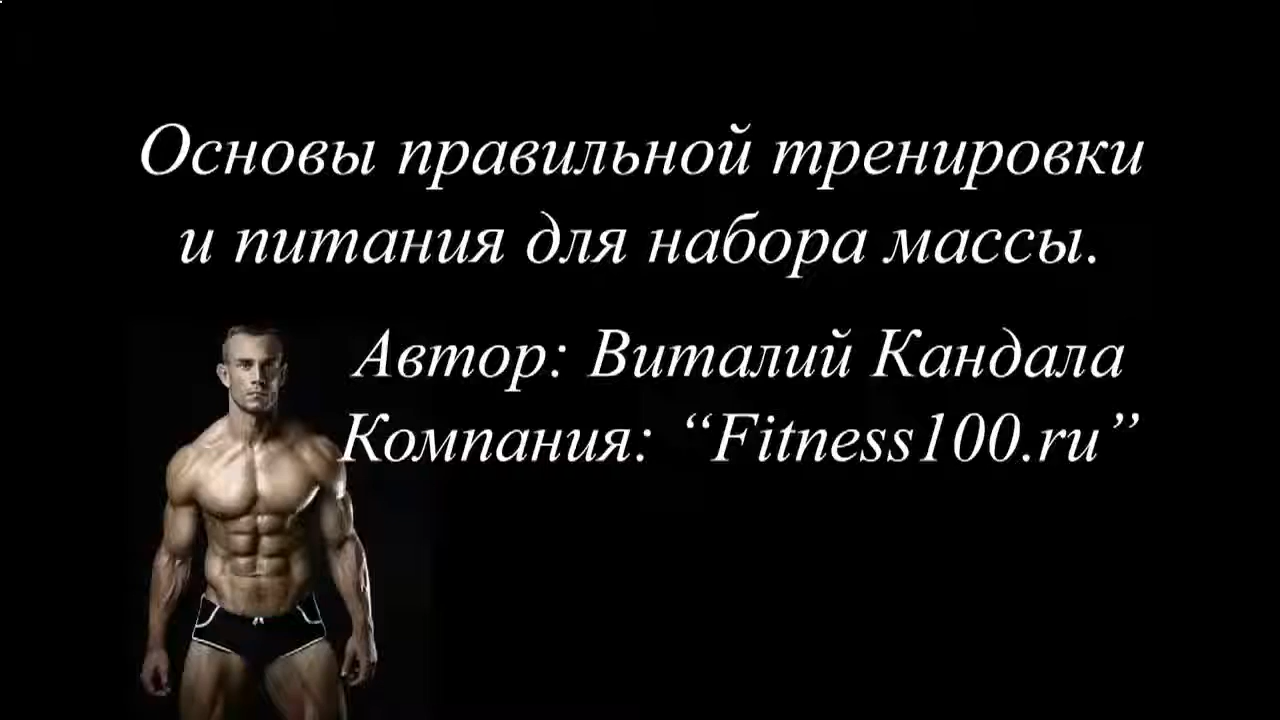 Основы правильной тренировки
и питания для набора массы.
Автор: Виталий Кандала
Компания: “Fitness100.ru”